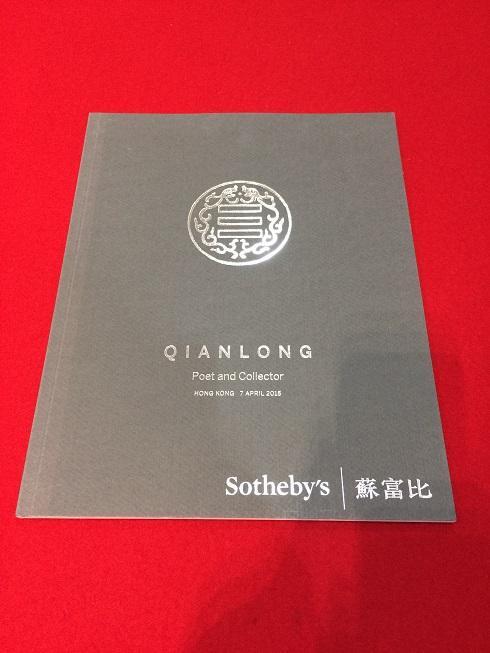 QIANLONG
Poet and Collector
HONG KONG 7 APRIL 2015
Sotheby's | 蘇富比